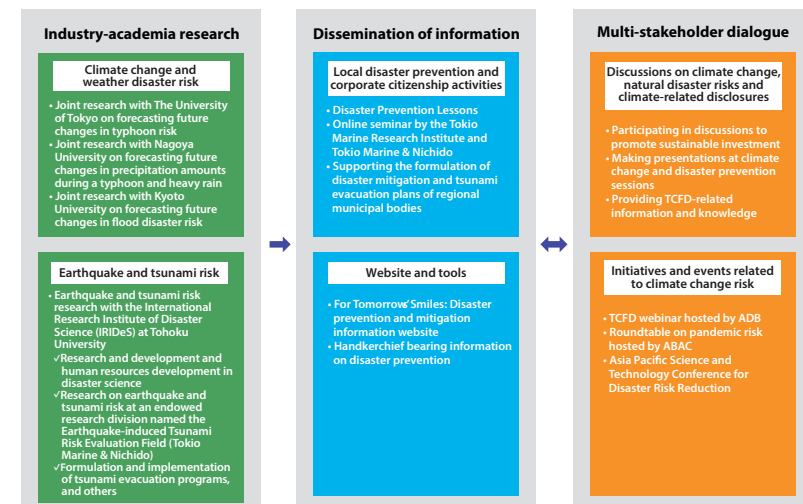 Industry-academia research
Climate change and
weather disaster risk
• Joint research with The University
of Tokyo on forecasting future
changes in typhoon risk
• Joint research with Nagoya
University on forecasting future
changes in precipitation amounts
during a typhoon and heavy rain
• Joint research with Kyoto
University on forecasting future
changes in flood disaster risk
Earthquake and tsunami risk
• Earthquake and tsunami risk
research with the International
Research Institute of Disaster
Science (IRIDeS) at Tohoku
University
✓Research and development and
human resources development in
disaster science
✓Research on earthquake and
tsunami risk at an endowed
research division named the
Earthquake-induced Tsunami
Risk Evaluation Field (Tokio
Marine & Nichido)
✓Formulation and implementation
of tsunami evacuation programs,
and others
Dissemination of information
Local disaster prevention and
corporate citizenship activities
• Disaster Prevention Lessons
• Online seminar by the Tokio
Marine Research Institute and
Tokio Marine & Nichido
• Supporting the formulation of
disaster mitigation and tsunami
evacuation plans of regional
municipal bodies
Website and tools
• For Tomorrow's Smiles: Disaster
prevention and mitigation
information website
• Handkerchief bearing information
on disaster prevention
Multi-stakeholder dialogue
Discussions on climate change,
natural disaster risks and
climate-related disclosures
• Participating in discussions to
promote sustainable investment
• Making presentations at climate
change and disaster prevention
sessions
• Providing TCFD-related
information and knowledge
Initiatives and events related
to climate change risk
• TCFD webinar hosted by ADB
• Roundtable on pandemic risk
hosted by ABAC
• Asia Pacific Science and
Technology Conference for
Disaster Risk Reduction